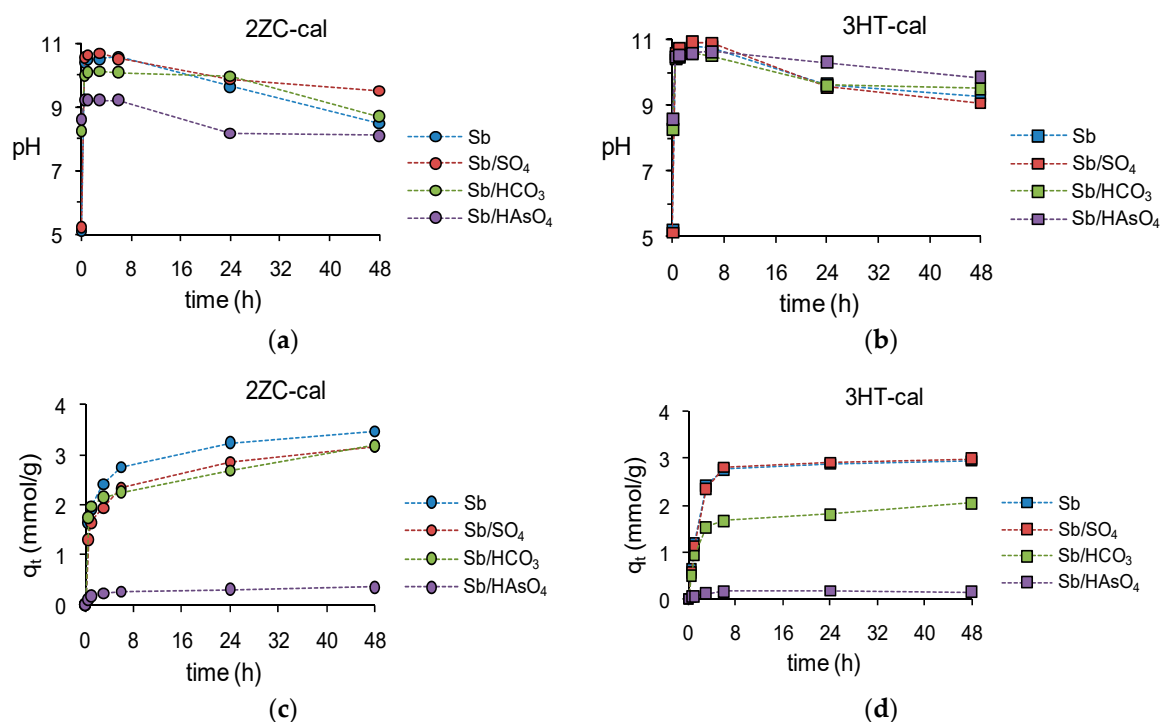 2ZC-cal
11
9
7
5
pH
0 8 16 24 32 40 48
time (h)
Sb
Sb/SO₄
Sb/HCO₃
Sb/HAsO₄
(a)
3HT-cal
11
9
7
5
pH
0 8 16 24 32 40 48
time (h)
Sb
Sb/SO₄
Sb/HCO₃
Sb/HAsO₄
(b)
2ZC-cal
4
3
2
1
0
qₜ (mmol/g)
0 8 16 24 32 40 48
time (h)
Sb
Sb/SO₄
Sb/HCO₃
Sb/HAsO₄
(c)
3HT-cal
4
3
2
1
0
qₜ (mmol/g)
0 8 16 24 32 40 48
time (h)
Sb
Sb/SO₄
Sb/HCO₃
Sb/HAsO₄
(d)